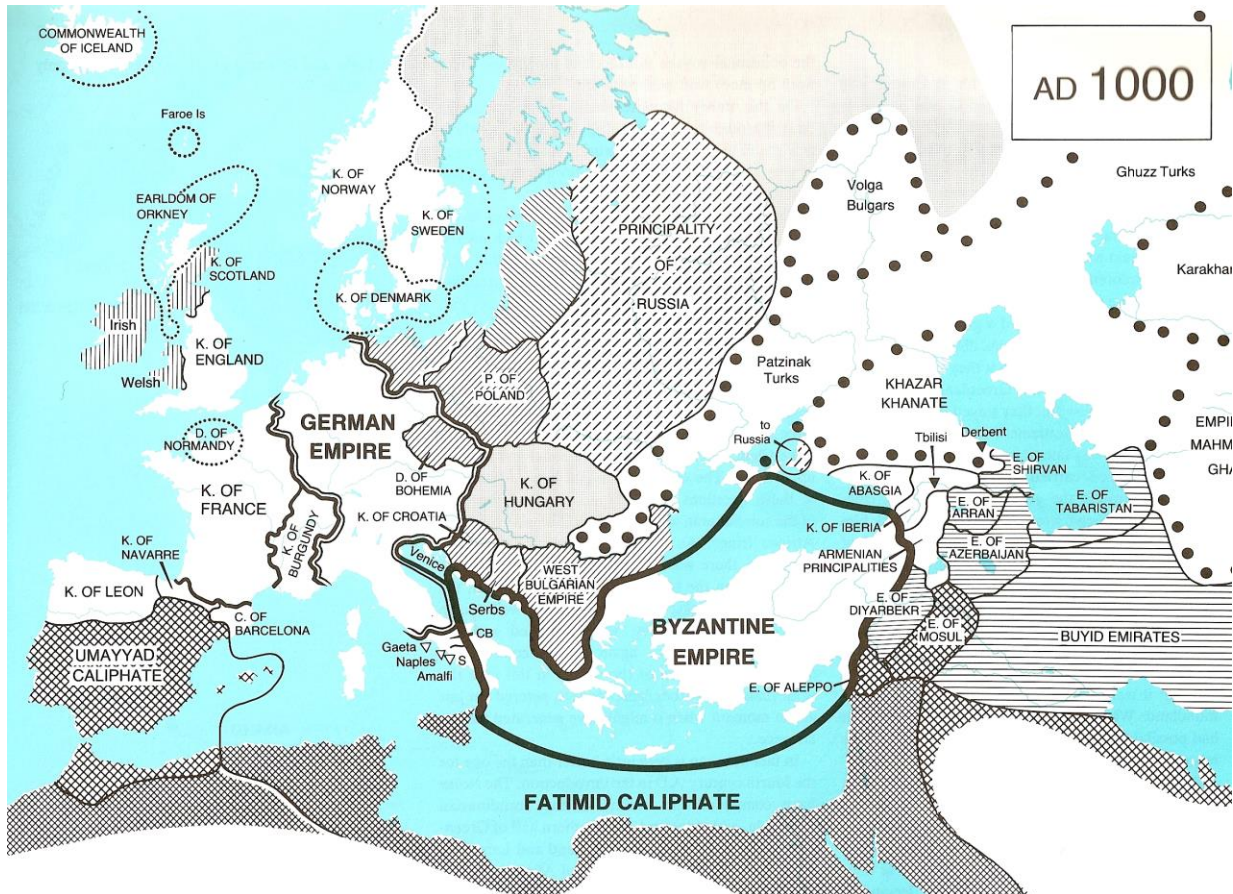 COMMONWEALTH
OF ICELAND
AD 1000
Faroe Is
EARLDOM OF
ORKNEY
K. OF
NORWAY
K. OF
SWEDEN
Volga
Bulgars
Ghuzz Turks
PRINCIPALITY
OF
RUSSIA
K. OF
SCOTLAND
K. OF DENMARK
Karakhan
Irish
K. OF
ENGLAND
Welsh
P. OF
POLAND
Patzinak
Turks
KHAZAR
KHANATE
GERMAN
EMPIRE
D. OF
NORMANDY
to
Russia
Tbilisi
Derbent
EMPI
MAHM
GHA
D. OF
BOHEMIA
K. OF
HUNGARY
K. OF
ABASGIA
E. OF
SHIRVAN
K. OF
FRANCE
K. OF
BURGUNDY
K. OF CROATIA
K. OF IBERIA
E. OF
ARRAN
E. OF
TABARISTAN
K. OF
NAVARRE
Venice
ARMENIAN
PRINCIPALITIES
E. OF
AZERBAIJAN
K. OF LEON
Serbs
WEST
BULGARIAN
EMPIRE
C. OF
BARCELONA
E. OF
DIYARBEKR
E. OF
MOSUL
BUYID EMIRATES
UMAYYAD
CALIPHATE
CB
Gaeta
Naples
S
Amalfi
BYZANTINE
EMPIRE
E. OF ALEPPO
FATIMID CALIPHATE